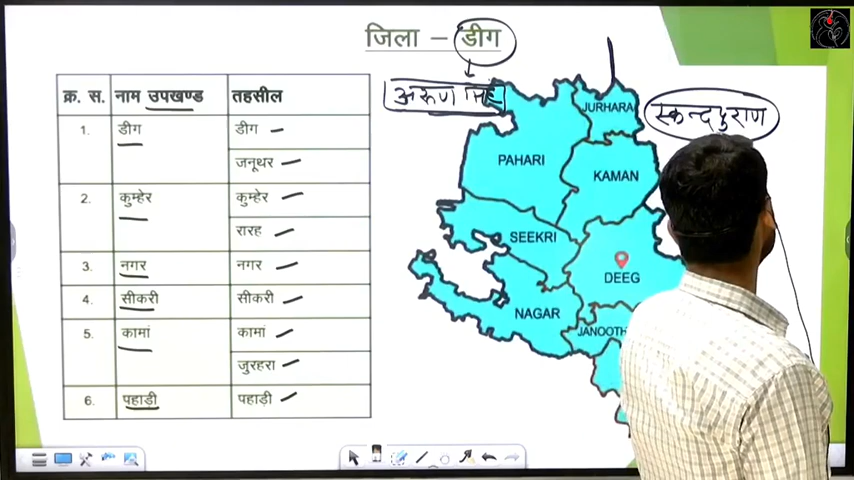 जिला – डीग
अरूण सिंह
स्कन्द पुराण
क्र. स. नाम उपखण्ड तहसील
1. डीग डीग
जनूथर
2. कुम्हेर कुम्हेर
रारह
3. नगर नगर
4. सीकरी सीकरी
5. कामां कामां
जुरहरा
6. पहाडी पहाड़ी
JURHARA
PAHARI
KAMAN
SEEKRI
DEEG
NAGAR